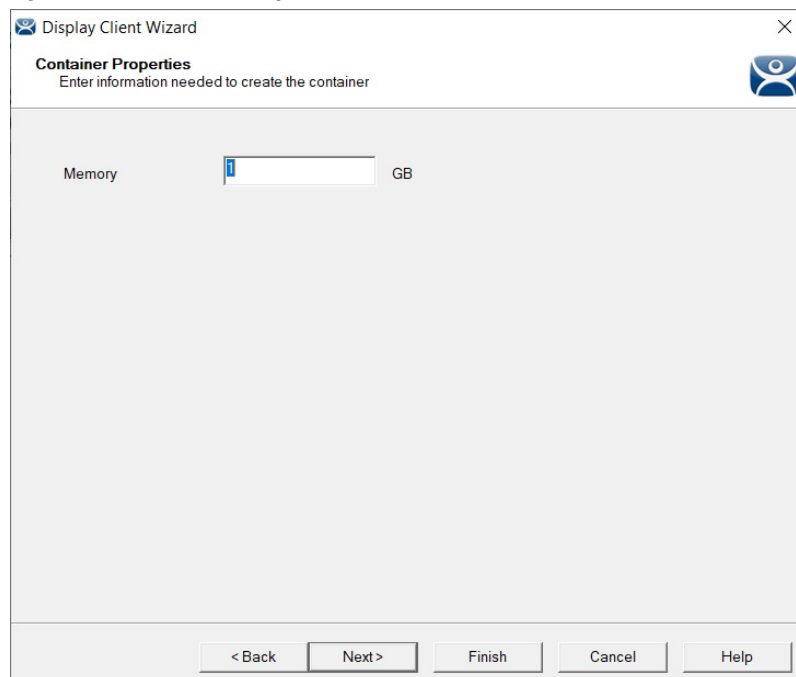 Display Client Wizard
Container Properties
Enter information needed to create the container
Memory 1 GB
< Back Next > Finish Cancel Help